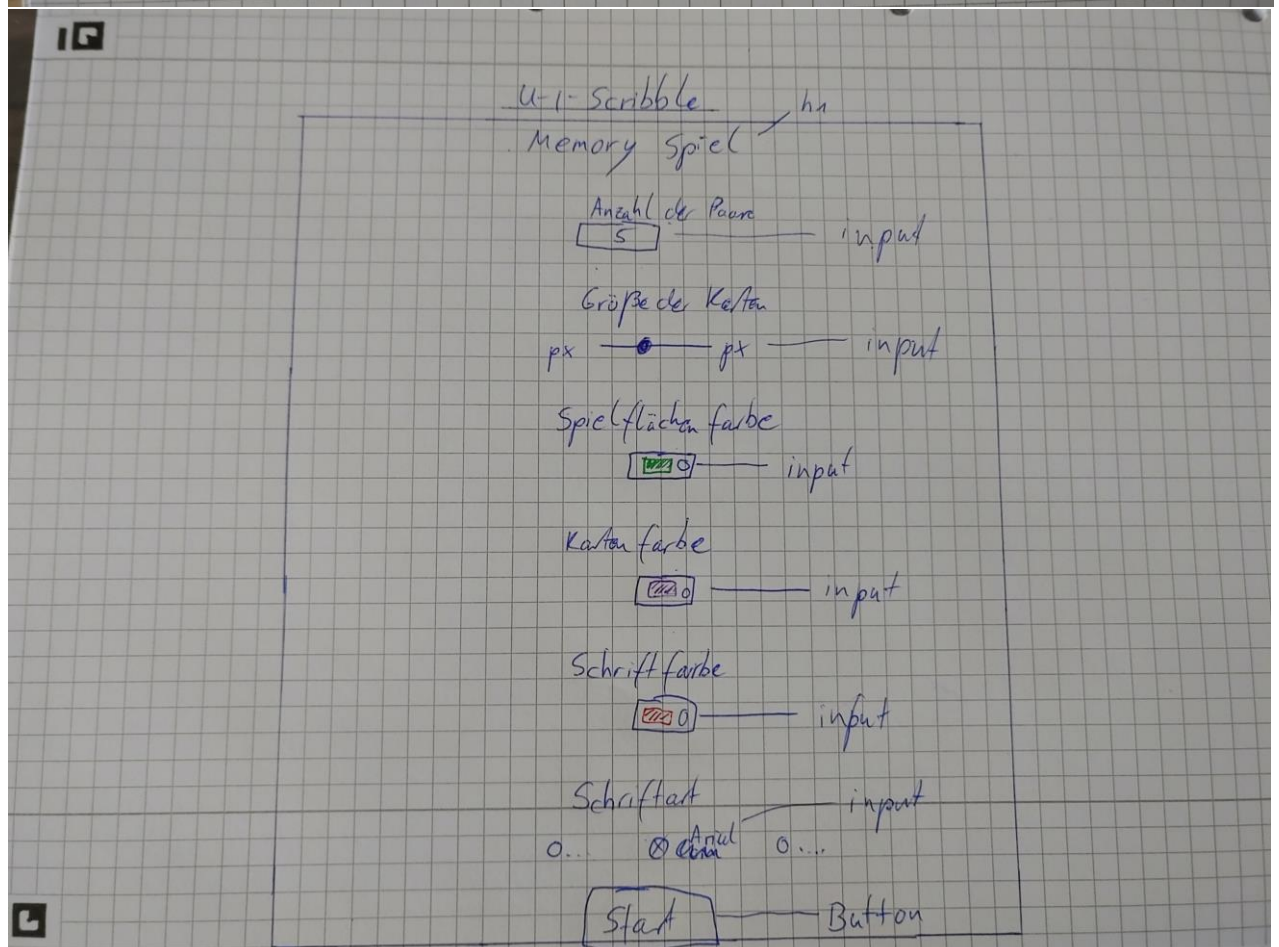 U-I-Scribble
h1
Memory Spiel
Anzahl der Paare
5
input
Größe der Karten
px
px
input
Spielflächenfarbe
input
Kartenfarbe
input
Schriftfarbe
input
Schriftart
input
O...
Arial
O....
Start
Button